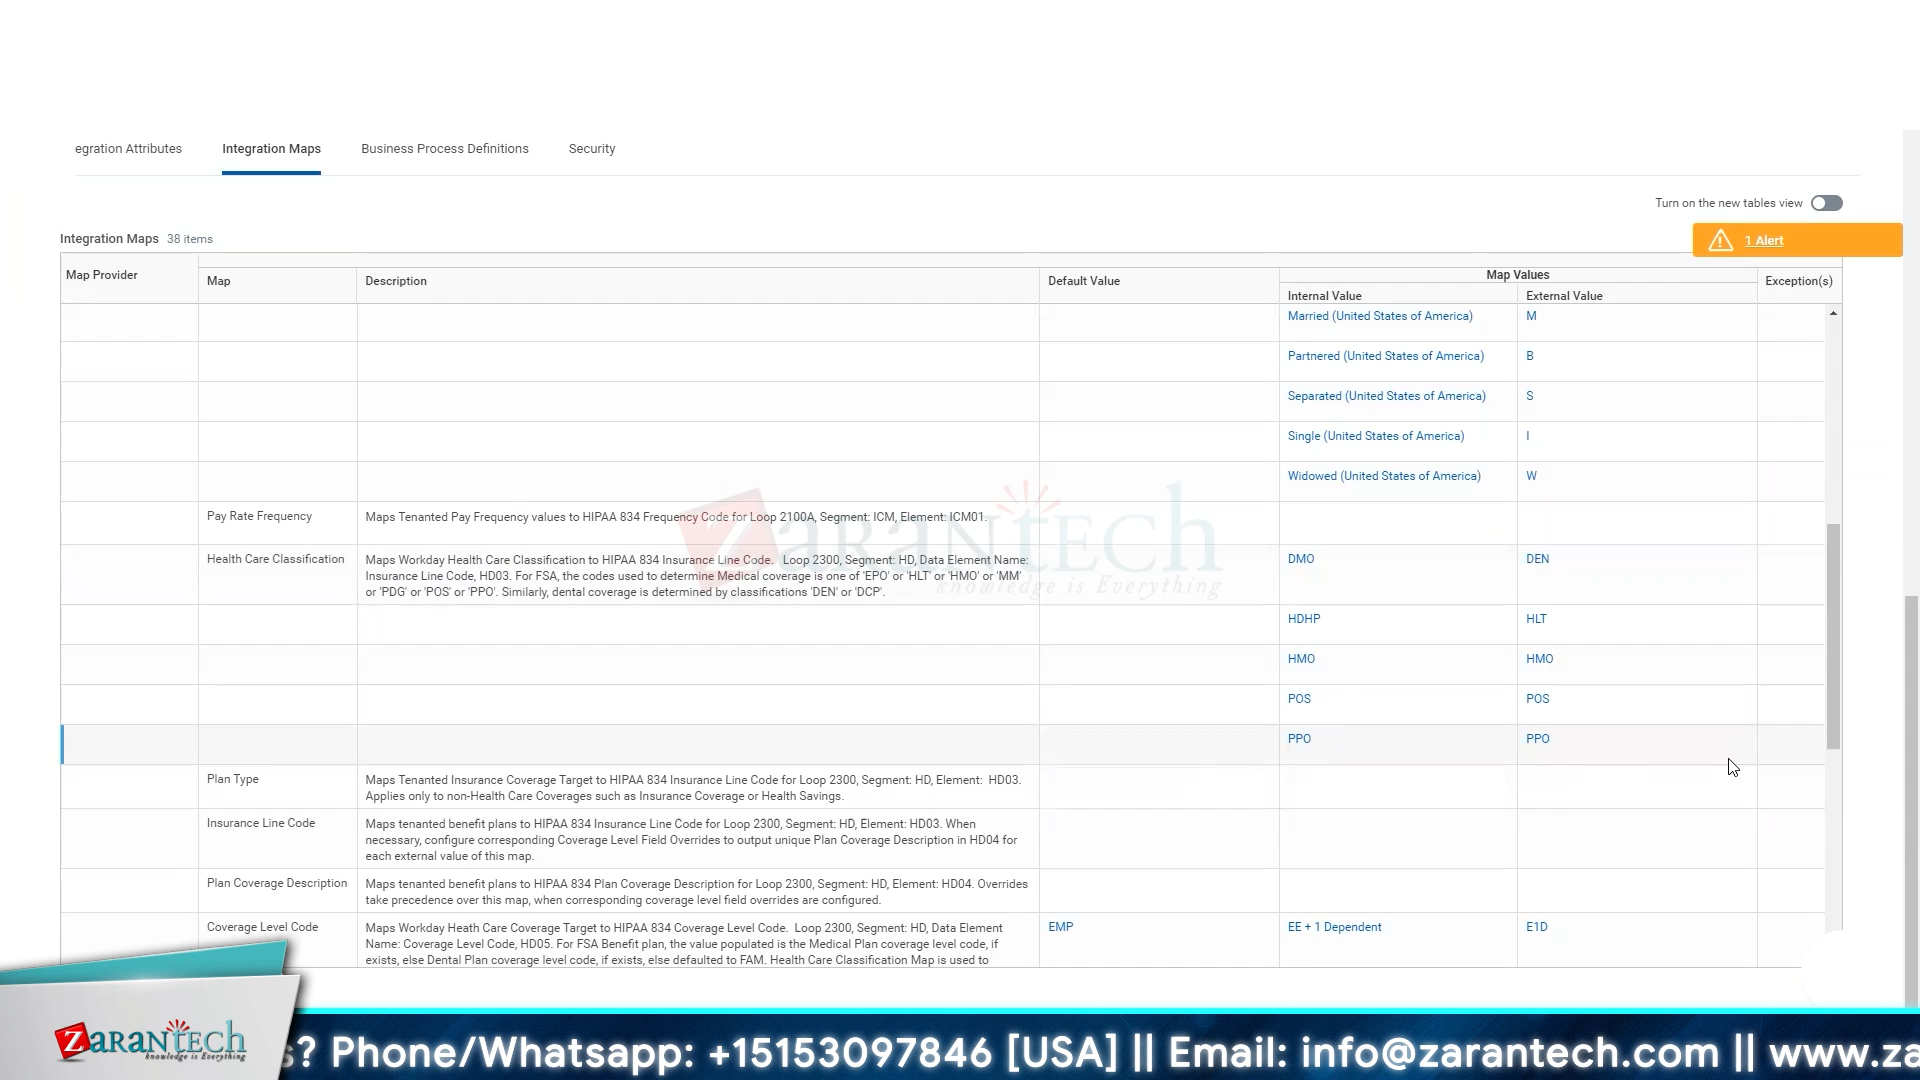 egration Attributes
Integration Maps
Business Process Definitions
Security
Turn on the new tables view
1 Alert
Integration Maps 38 items
Map Provider
Map
Description
Default Value
Map Values
Internal Value
External Value
Exception(s)
Married (United States of America) M
Partnered (United States of America) B
Separated (United States of America) S
Single (United States of America) I
Widowed (United States of America) W
Pay Rate Frequency
Maps Tenanted Pay Frequency values to HIPAA 834 Frequency Code for Loop 2100A, Segment: ICM, Element: ICM01.
Health Care Classification
Maps Workday Health Care Classification to HIPAA 834 Insurance Line Code. Loop 2300, Segment: HD, Data Element Name:
Insurance Line Code, HD03. For FSA, the codes used to determine Medical coverage is one of 'EPO' or 'HLT' or 'HMO' or 'MM'
or 'PDG' or 'POS' or 'PPO'. Similarly, dental coverage is determined by classifications 'DEN' or 'DCP'.
DMO DEN
HDHP HLT
HMO HMO
POS POS
PPO PPO
Plan Type
Maps Tenanted Insurance Coverage Target to HIPAA 834 Insurance Line Code for Loop 2300, Segment: HD, Element: HD03.
Applies only to non-Health Care Coverages such as Insurance Coverage or Health Savings.
Insurance Line Code
Maps tenanted benefit plans to HIPAA 834 Insurance Line Code for Loop 2300, Segment: HD, Element: HD03. When
necessary, configure corresponding Coverage Level Field Overrides to output unique Plan Coverage Description in HD04 for
each external value of this map.
Plan Coverage Description
Maps tenanted benefit plans to HIPAA 834 Plan Coverage Description for Loop 2300, Segment: HD, Element: HD04. Overrides
take precedence over this map, when corresponding coverage level field overrides are configured.
Coverage Level Code
Maps Workday Heath Care Coverage Target to HIPAA 834 Coverage Level Code. Loop 2300, Segment: HD, Data Element
Name: Coverage Level Code, HD05. For FSA Benefit plan, the value populated is the Medical Plan coverage level code, if
exists, else Dental Plan coverage level code, if exists, else defaulted to FAM. Health Care Classification Map is used to
EMP
EE + 1 Dependent E1D
ZaranTech
knowledge is Everything
ZaranTech
knowledge is Everything
s? Phone/Whatsapp: +15153097846 [USA] || Email: info@zarantech.com || www.za